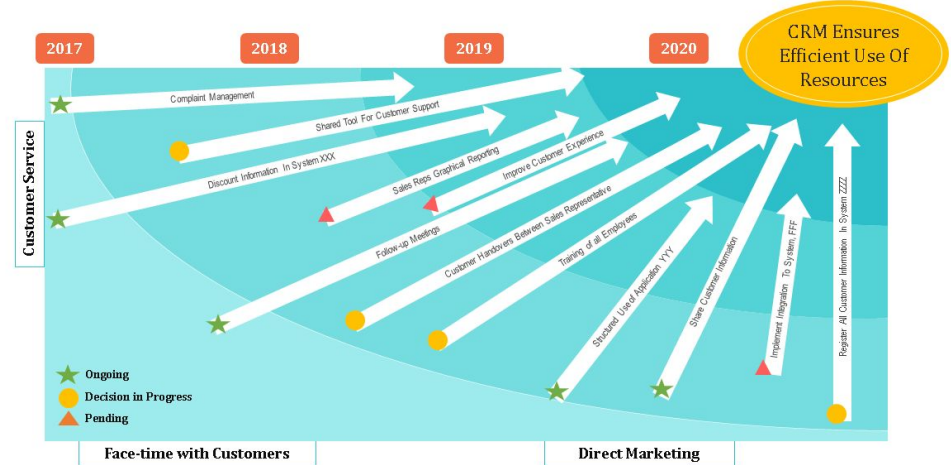 CRM Ensures
Efficient Use Of
Resources
2017
2018
2019
2020
Customer Service
Complaint Management
Shared Tool For Customer Support
Discount Information In System XXX
Sales Reps Graphical Reporting
Improve Customer Experience
Follow-up Meetings
Customer Handovers Between Sales Representative
Training of all Employees
Structured Use of Application YYY
Share Customer Information
Implement Integration To System, FFF
Register All Customer Information In System ZZZZ
Ongoing
Decision in Progress
Pending
Face-time with Customers
Direct Marketing